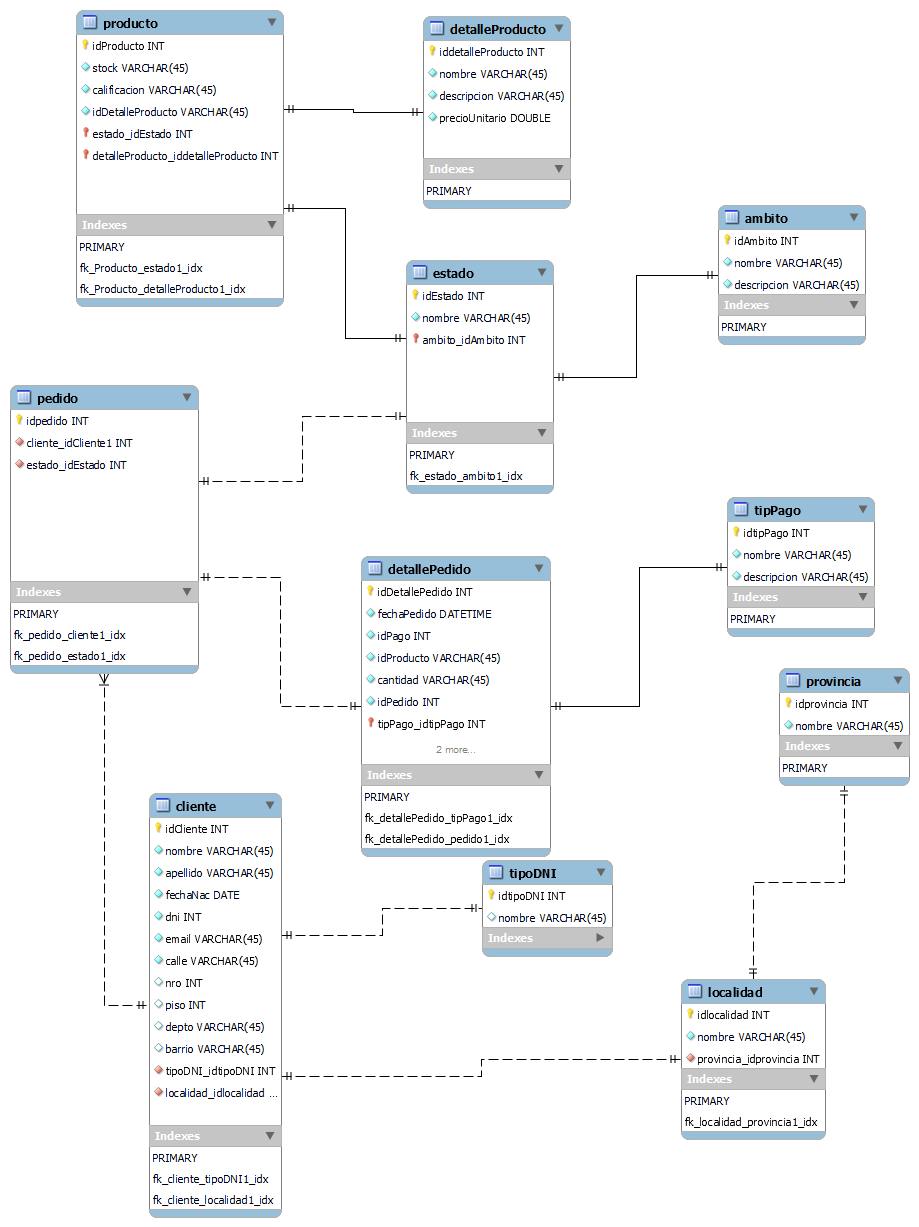 producto
idProducto INT
stock VARCHAR(45)
calificacion VARCHAR(45)
idDetalleProducto VARCHAR(45)
estado_idEstado INT
detalleProducto_iddetalleProducto INT
Indexes
PRIMARY
fk_Producto_estado1_idx
fk_Producto_detalleProducto1_idx
detalleProducto
iddetalleProducto INT
nombre VARCHAR(45)
descripcion VARCHAR(45)
precioUnitario DOUBLE
Indexes
PRIMARY
ambito
idAmbito INT
nombre VARCHAR(45)
descripcion VARCHAR(45)
Indexes
PRIMARY
estado
idEstado INT
nombre VARCHAR(45)
ambito_idAmbito INT
Indexes
PRIMARY
fk_estado_ambito1_idx
pedido
idpedido INT
cliente_idCliente1 INT
estado_idEstado INT
Indexes
PRIMARY
fk_pedido_cliente1_idx
fk_pedido_estado1_idx
tipPago
idtipPago INT
nombre VARCHAR(45)
descripcion VARCHAR(45)
Indexes
PRIMARY
detallePedido
idDetallePedido INT
fechaPedido DATETIME
idPago INT
idProducto VARCHAR(45)
cantidad VARCHAR(45)
idPedido INT
tipPago_idtipPago INT
2 more...
Indexes
PRIMARY
fk_detallePedido_tipPago1_idx
fk_detallePedido_pedido1_idx
provincia
idprovincia INT
nombre VARCHAR(45)
Indexes
PRIMARY
cliente
idCliente INT
nombre VARCHAR(45)
apellido VARCHAR(45)
fechaNac DATE
dni INT
email VARCHAR(45)
calle VARCHAR(45)
nro INT
piso INT
depto VARCHAR(45)
barrio VARCHAR(45)
tipoDNI_idtipoDNI INT
localidad_idlocalidad ...
Indexes
PRIMARY
fk_cliente_tipoDNI1_idx
fk_cliente_localidad1_idx
tipoDNI
idtipoDNI INT
nombre VARCHAR(45)
Indexes
localidad
idlocalidad INT
nombre VARCHAR(45)
provincia_idprovincia INT
Indexes
PRIMARY
fk_localidad_provincia1_idx